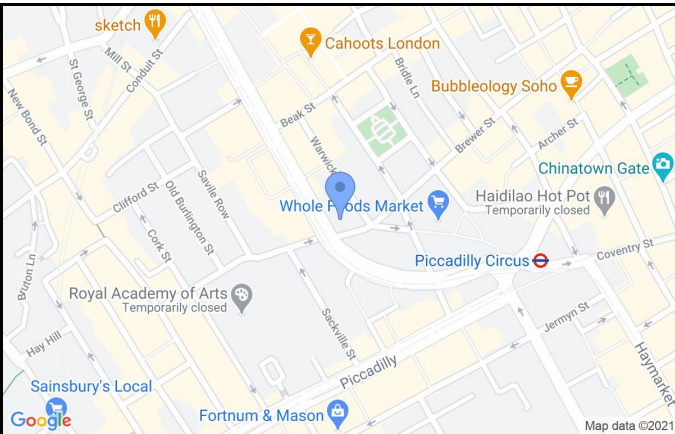 sketch
Cahoots London
Mill St
Conduit St
St George St
New Bond St
Bridle Ln
Bubbleology Soho
Beak St
Archer St
Brewer St
Warwick
Chinatown Gate
Clifford St
Savile Row
Old Burlington St
Cork St
Whole Foods Market
Haidilao Hot Pot
Temporarily closed
Coventry St
Piccadilly Circus
Bruton Ln
Royal Academy of Arts
Temporarily closed
Sackville St
Jermyn St
Hay Hill
Piccadilly
Haymarket
Sainsbury's Local
Fortnum & Mason
Google
Map data ©2021